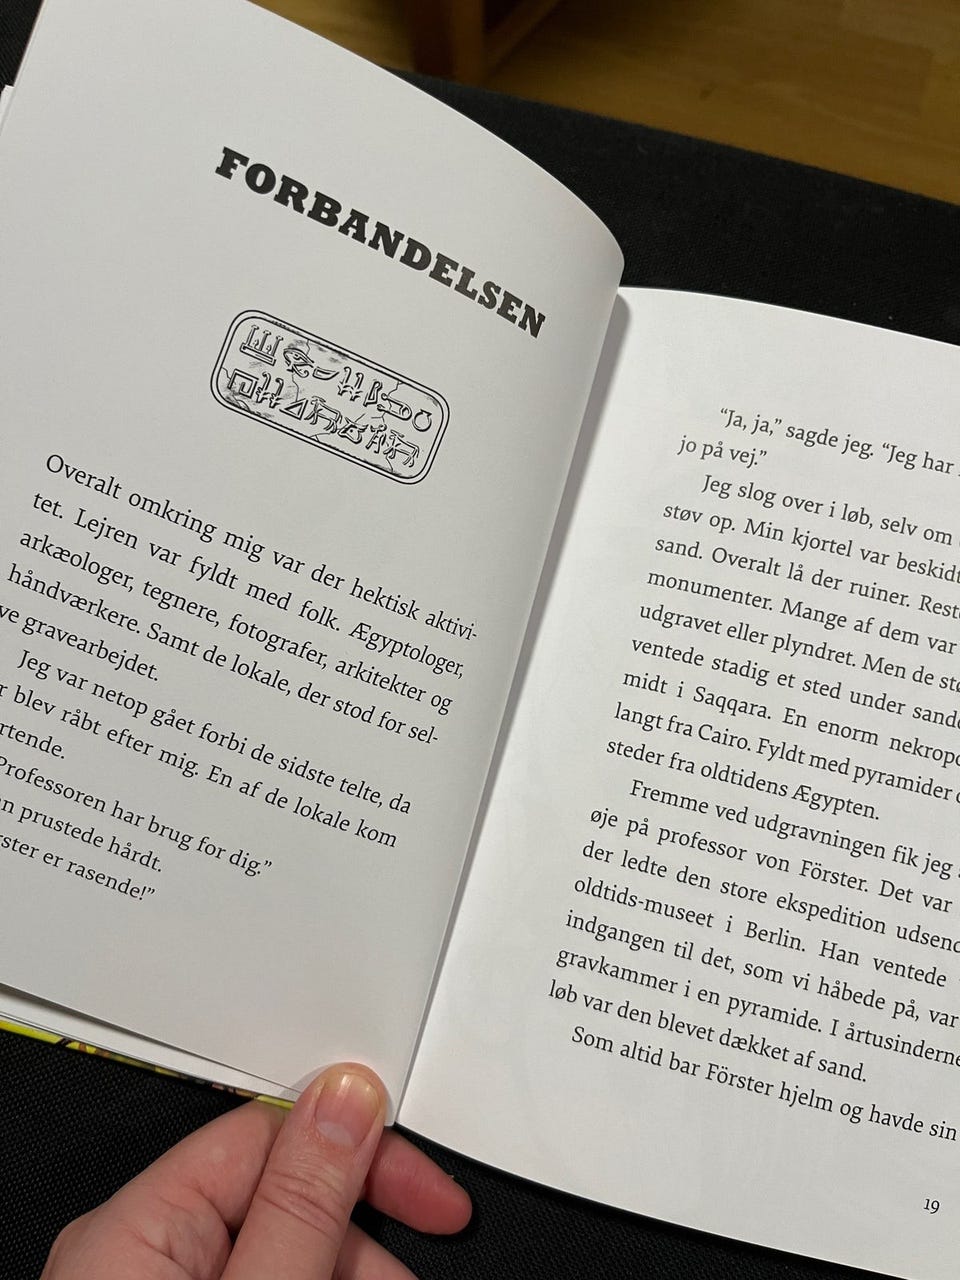 FORBANDELSEN
Overalt omkring mig var der hektisk aktivi-
tet. Lejren var fyldt med folk. Ægyptologer,
arkæologer, tegnere, fotografer, arkitekter og
håndværkere. Samt de lokale, der stod for sel-
ve gravearbejdet.
Jeg var netop gået forbi de sidste telte, da
blev råbt efter mig. En af de lokale kom
Professoren har brug for dig.”
prustede hårdt.
er rasende!”
“Ja, ja,” sagde jeg. “Jeg har
jo på vej.”
Jeg slog over i løb, selv om
støv op. Min kjortel var beskidt
sand. Overalt lå der ruiner.
monumenter. Mange af dem var
udgravet eller plyndret. Men de
ventede stadig et sted under
midt i Saqqara. En enorm
langt fra Cairo. Fyldt med pyramider
steder fra oldtidens Ægypten.
Fremme ved udgravningen fik jeg
øje på professor von Förster. Det var
der ledte den store ekspedition
oldtids-museet i Berlin. Han ventede
indgangen til det, som vi håbede på, var
gravkammer i en pyramide. I årtusinderne
løb var den blevet dækket af sand.
Som altid bar Förster hjelm og havde sin
19